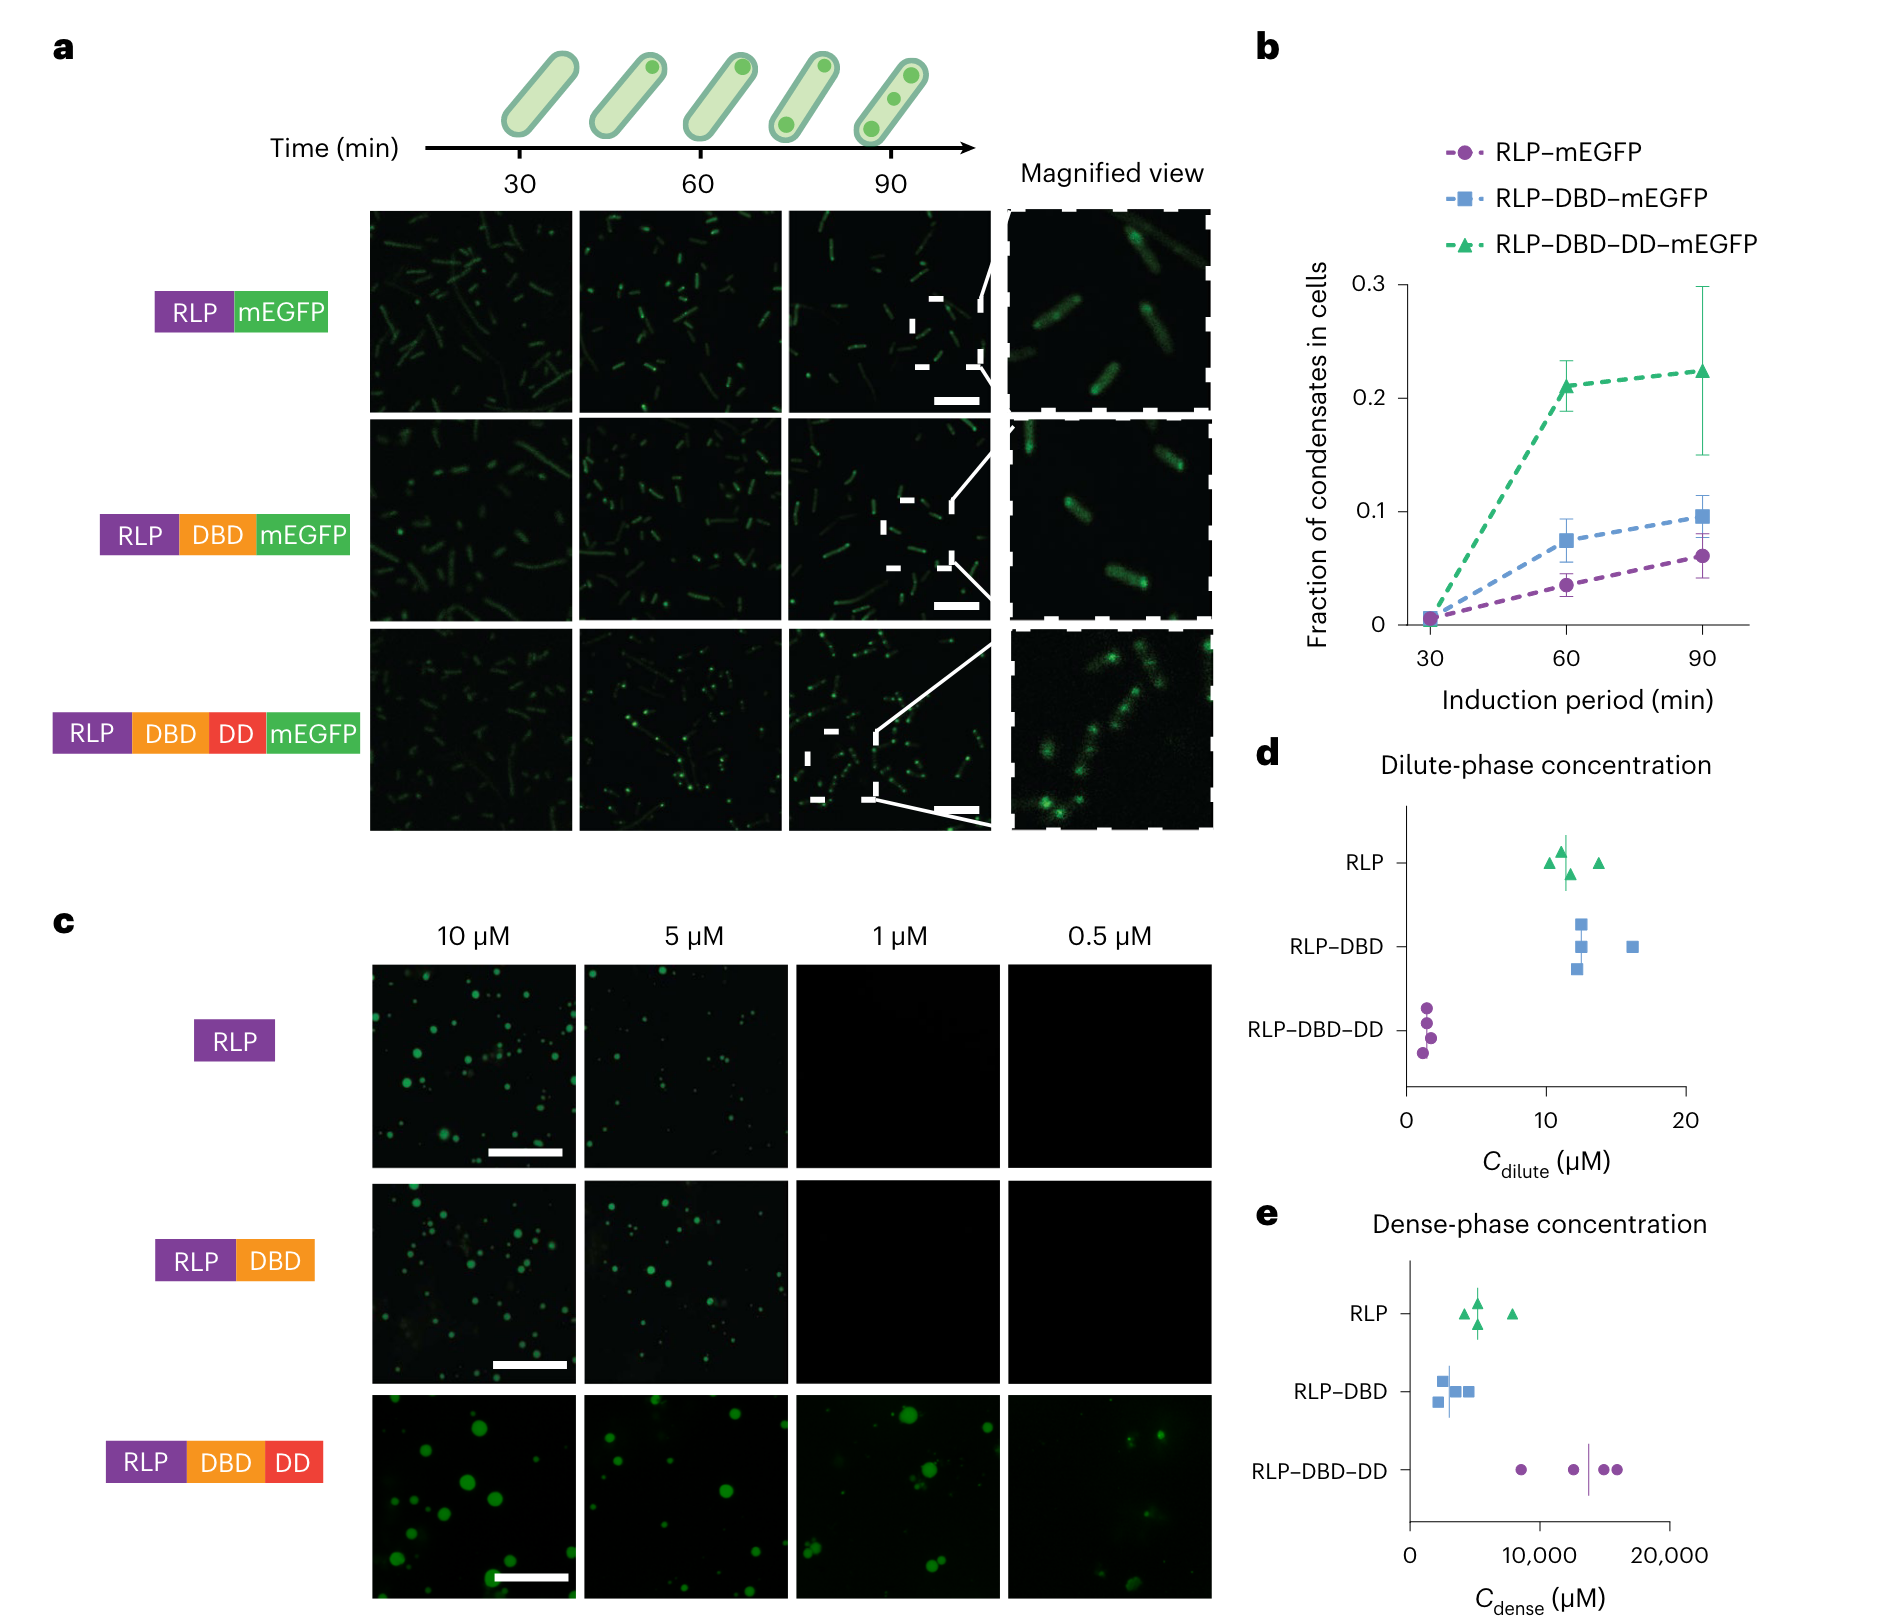 a
Time (min)
30
60
90
Magnified view
RLP mEGFP
RLP DBD mEGFP
RLP DBD DD mEGFP
b
RLP–mEGFP
RLP–DBD–mEGFP
RLP–DBD–DD–mEGFP
Fraction of condensates in cells
0.3
0.2
0.1
0
30
60
90
Induction period (min)
c
10 µM
5 µM
1 µM
0.5 µM
RLP
RLP DBD
RLP DBD DD
d
Dilute-phase concentration
RLP
RLP–DBD
RLP–DBD–DD
0
10
20
Cdilute (µM)
e
Dense-phase concentration
RLP
RLP–DBD
RLP–DBD–DD
0
10,000
20,000
Cdense (µM)